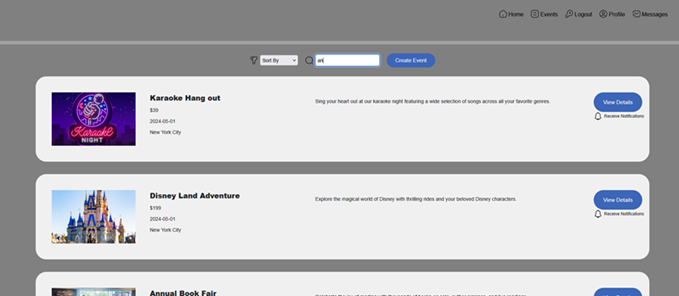 Home Events Logout Profile Messages
Sort By an Create Event
Karaoke Hang out
$39
2024-05-01
New York City
Karaoke
NIGHT
Sing your heart out at our karaoke night featuring a wide selection of songs across all your favorite genres.
View Details
Receive Notifications
Disney Land Adventure
$199
2024-05-01
New York City
Explore the magical world of Disney with thrilling rides and your beloved Disney characters.
View Details
Receive Notifications
Annual Book Fair